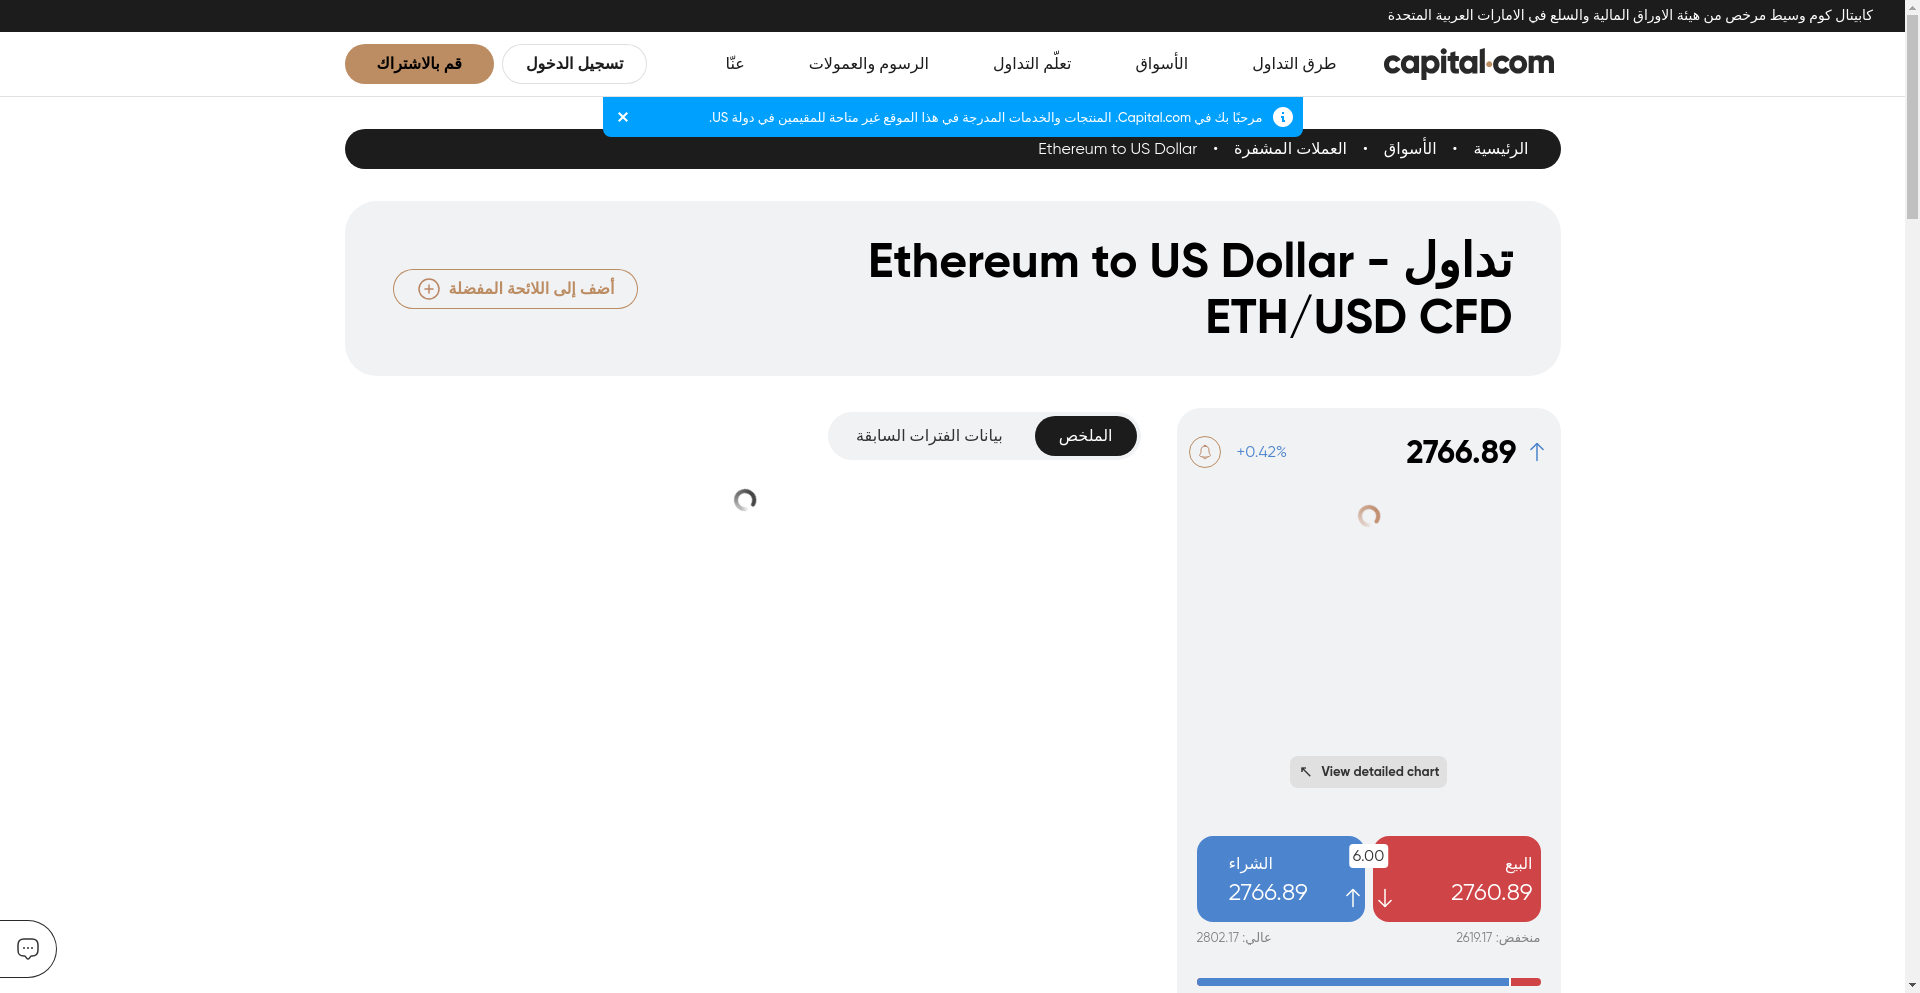 كابيتال كوم وسيط مرخص من هيئة الاوراق المالية والسلع في الامارات العربية المتحدة
capital.com
طرق التداول
الأسواق
تعلّم التداول
الرسوم والعمولات
عنّا
تسجيل الدخول
قم بالاشتراك
مرحبًا بك في Capital.com. المنتجات والخدمات المدرجة في هذا الموقع غير متاحة للمقيمين في دولة US.
الرئيسية • الأسواق • العملات المشفرة • Ethereum to US Dollar
تداول Ethereum to US Dollar -
ETH/USD CFD
أضف إلى اللائحة المفضلة
2766.89
+0.42%
الملخص
بيانات الفترات السابقة
View detailed chart
البيع
2760.89
6.00
الشراء
2766.89
منخفض: 2619.17
عالي: 2802.17